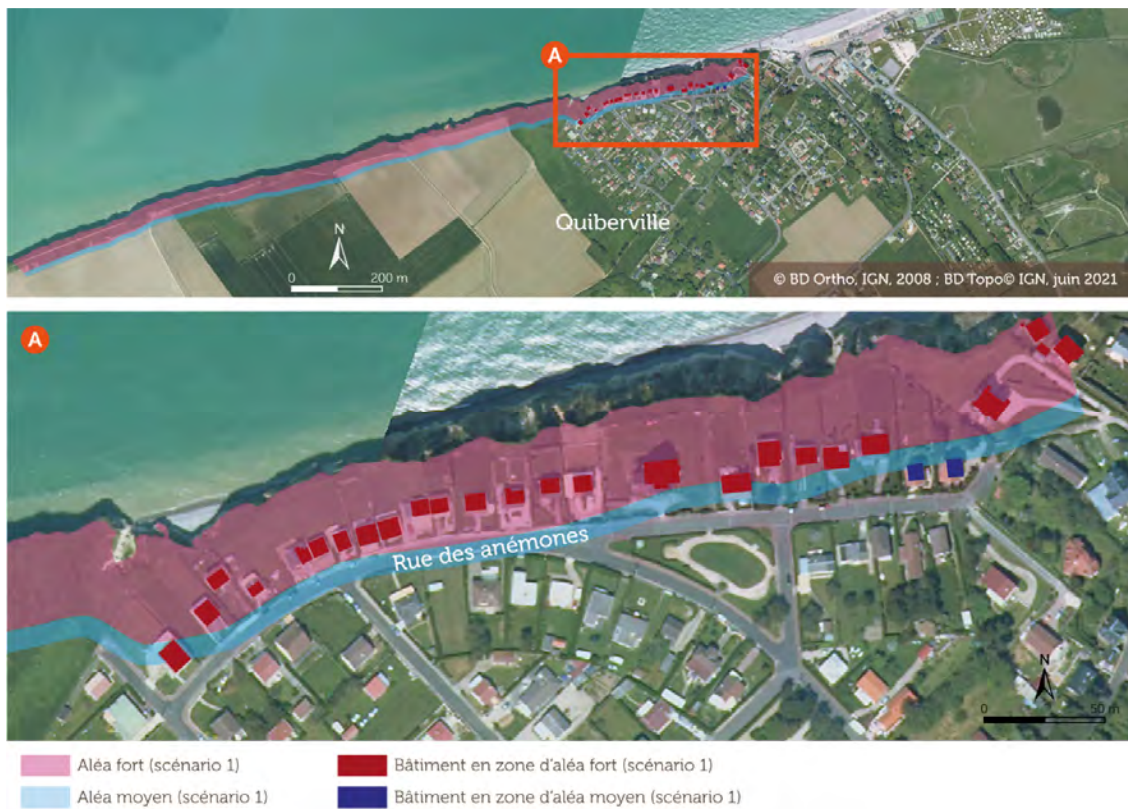 A
Quiberville
N
0 200 m
© BD Ortho, IGN, 2008 ; BD Topo© IGN, juin 2021
A
Rue des anémones
N
0 50 m
Aléa fort (scénario 1)
Bâtiment en zone d'aléa fort (scénario 1)
Aléa moyen (scénario 1)
Bâtiment en zone d'aléa moyen (scénario 1)